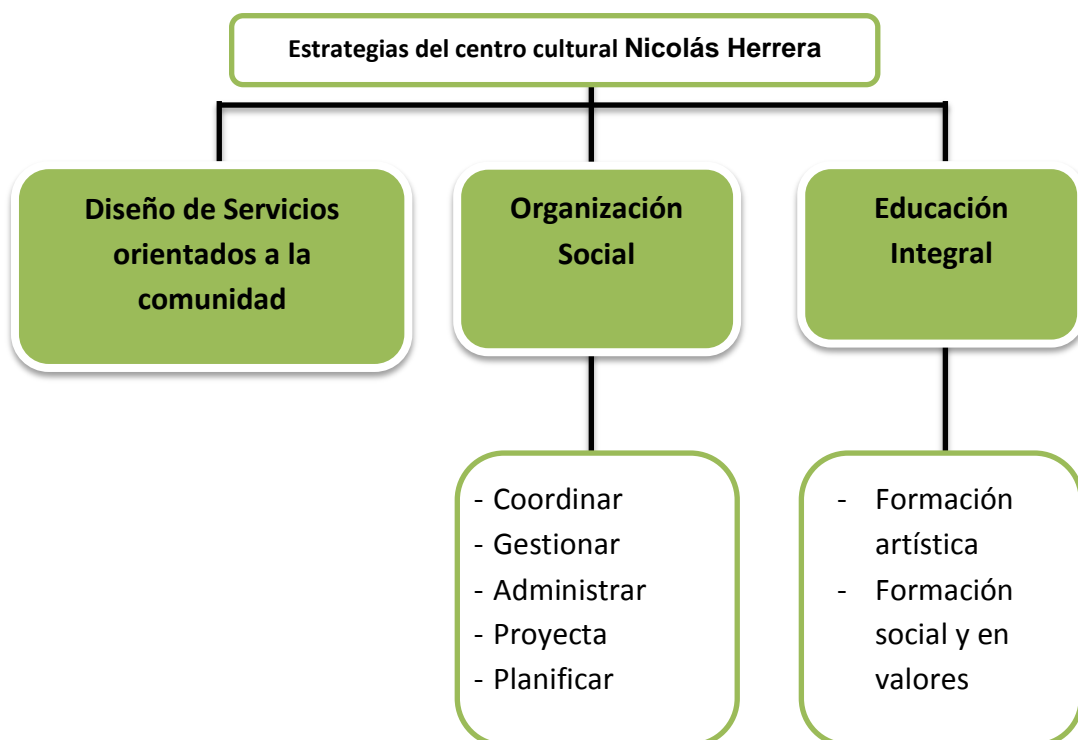 Estrategias del centro cultural Nicolás Herrera
Diseño de Servicios
orientados a la
comunidad
Organización
Social
Educación
Integral
- Coordinar
- Gestionar
- Administrar
- Proyecta
- Planificar
- Formación
artística
- Formación
social y en
valores